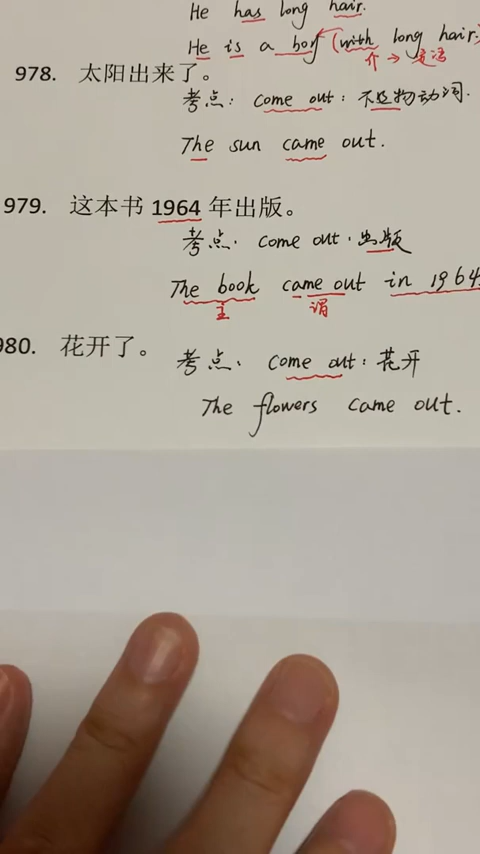 He has long hair.
He is a boy (with long hair.)
介 → 定语
978. 太阳出来了。
考点: come out: 不及物动词.
The sun came out.
979. 这本书 1964 年出版。
考点. come out. 出版
The book came out in 1964.
主 谓
980. 花开了。
考点. come out: 花开
The flowers came out.